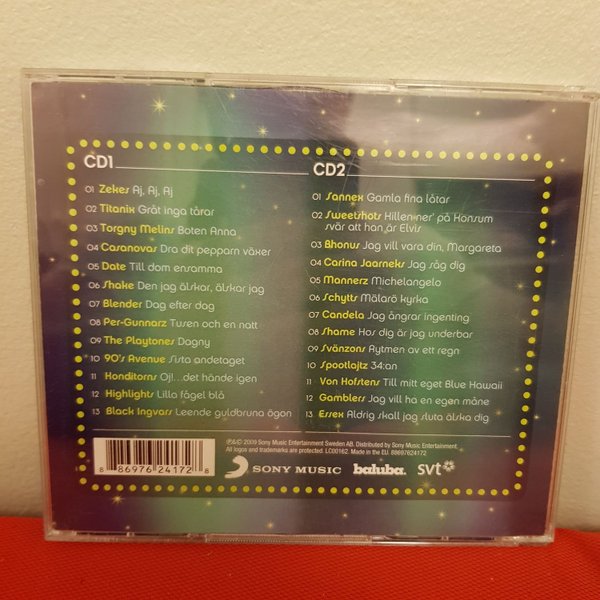 CD1
01 Zekes Aj, Aj, Aj
02 Titanix Gråt inga tårar
03 Torgny Melins Boten Anna
04 Casanovas Dra dit pepparn växer
05 Date Till dom ensamma
06 Shake Den jag älskar, älskar jag
07 Blender Dag efter dag
08 Per-Gunnarz Tusen och en natt
09 The Playtones Dagny
10 90's Avenue Sista andetaget
11 Konditorns Oj!...det hände igen
12 Highlights Lilla fågel blå
13 Black Ingvars Leende guldbruna ögon
CD2
01 Sannex Gamla fina låtar
02 Sweetshots Killen ner' på Konsum
svär att han är Elvis
03 Bhonus Jag vill vara din, Margareta
04 Carina Jaarneks Jag såg dig
05 Mannerz Michelangelo
06 Schytts Mälarö kyrka
07 Candela Jag ångrar ingenting
08 Shame Hos dig är jag underbar
09 Svänzons Rytmen av ett regn
10 Spootlajtz 34:an
11 Von Hofstens Till mitt eget Blue Hawaii
12 Gamblers Jag vill ha en egen måne
13 Essex Aldrig skall jag sluta älska dig
8 86976 24172 8
℗&© 2009 Sony Music Entertainment Sweden AB. Distributed by Sony Music Entertainment.
All logos and trademarks are protected. LC00162. Made in the EU. 88697624172
SONY MUSIC baluba. svt